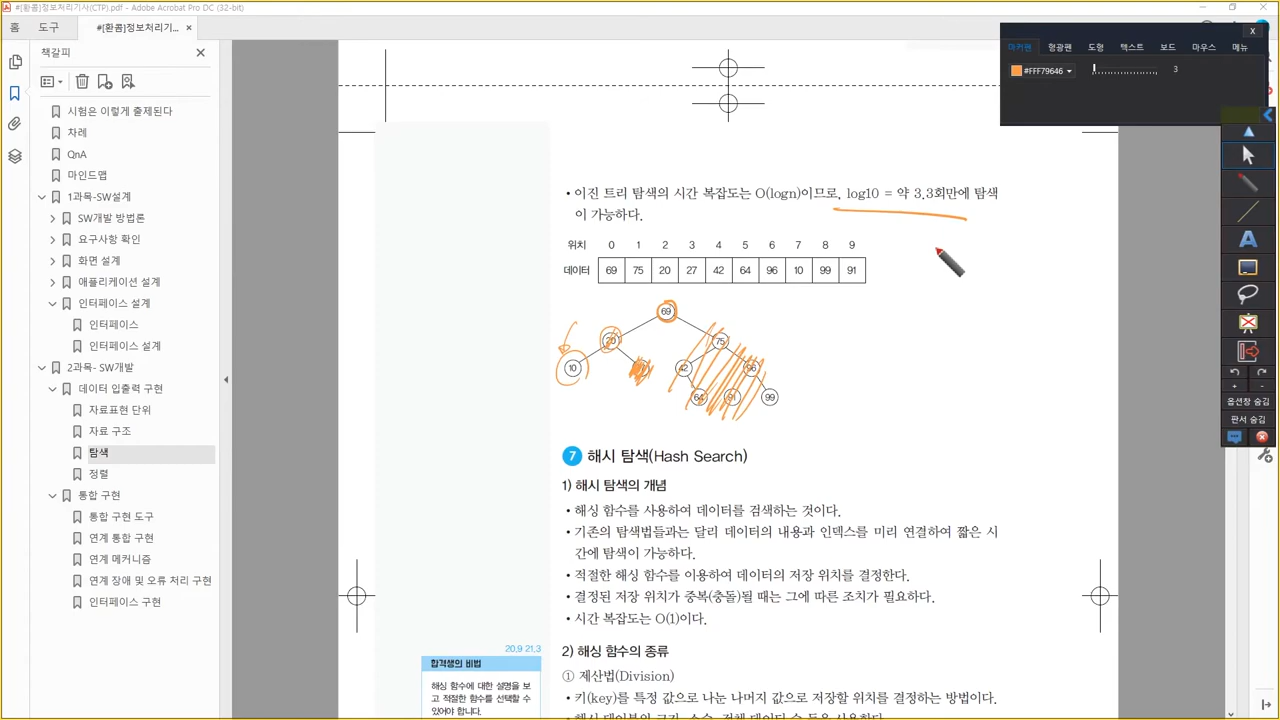 #[환콤]정보처리기사(CTP).pdf - Adobe Acrobat Pro DC (32-bit)
홈 도구 #[환콤]정보처리기... ×
책갈피
시험은 이렇게 출제된다
차례
QnA
마인드맵
1과목-SW설계
SW개발 방법론
요구사항 확인
화면 설계
애플리케이션 설계
인터페이스 설계
인터페이스
인터페이스 설계
2과목- SW개발
데이터 입출력 구현
자료표현 단위
자료 구조
탐색
정렬
통합 구현
통합 구현 도구
연계 통합 구현
연계 메커니즘
연계 장애 및 오류 처리 구현
인터페이스 구현
• 이진 트리 탐색의 시간 복잡도는 O(logn)이므로, log10 = 약 3.3회만에 탐색
이 가능하다.
위치 0 1 2 3 4 5 6 7 8 9
데이터 69 75 20 27 42 64 96 10 99 91
69
20 75
10 42 96
64 91 99
7 해시 탐색(Hash Search)
1) 해시 탐색의 개념
• 해싱 함수를 사용하여 데이터를 검색하는 것이다.
• 기존의 탐색법들과는 달리 데이터의 내용과 인덱스를 미리 연결하여 짧은 시
간에 탐색이 가능하다.
• 적절한 해싱 함수를 이용하여 데이터의 저장 위치를 결정한다.
• 결정된 저장 위치가 중복(충돌)될 때는 그에 따른 조치가 필요하다.
• 시간 복잡도는 O(1)이다.
2) 해싱 함수의 종류
① 제산법(Division)
• 키(key)를 특정 값으로 나눈 나머지 값으로 저장할 위치를 결정하는 방법이다.
20.9 21.3
합격생의 비법
해싱 함수에 대한 설명을 보
고 적절한 함수를 선택할 수
있어야 합니다.
X
마커펜 형광펜 도형 텍스트 보드 마우스 메뉴
#FFF79646 3
A
+ -
옵션창 숨김
판서 숨김